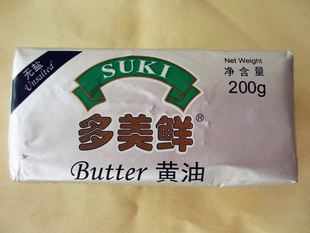 无盐
Unsalted
SUKI
多美鲜®
Butter 黄油
Net Weight
净含量
200g